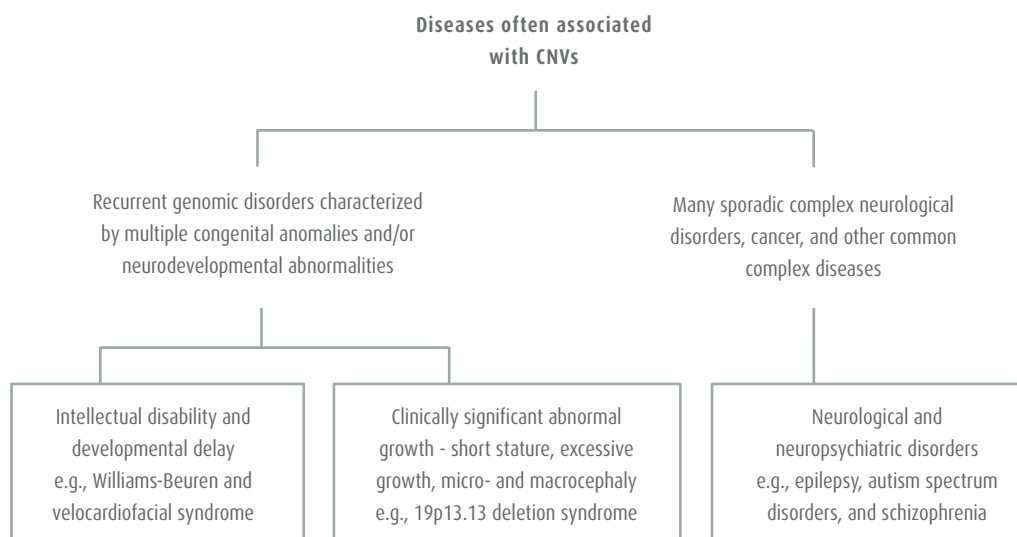 Diseases often associated
with CNVs
Recurrent genomic disorders characterized
by multiple congenital anomalies and/or
neurodevelopmental abnormalities
Many sporadic complex neurological
disorders, cancer, and other common
complex diseases
Intellectual disability and
developmental delay
e.g., Williams-Beuren and
velocardiofacial syndrome
Clinically significant abnormal
growth - short stature, excessive
growth, micro- and macrocephaly
e.g., 19p13.13 deletion syndrome
Neurological and
neuropsychiatric disorders
e.g., epilepsy, autism spectrum
disorders, and schizophrenia